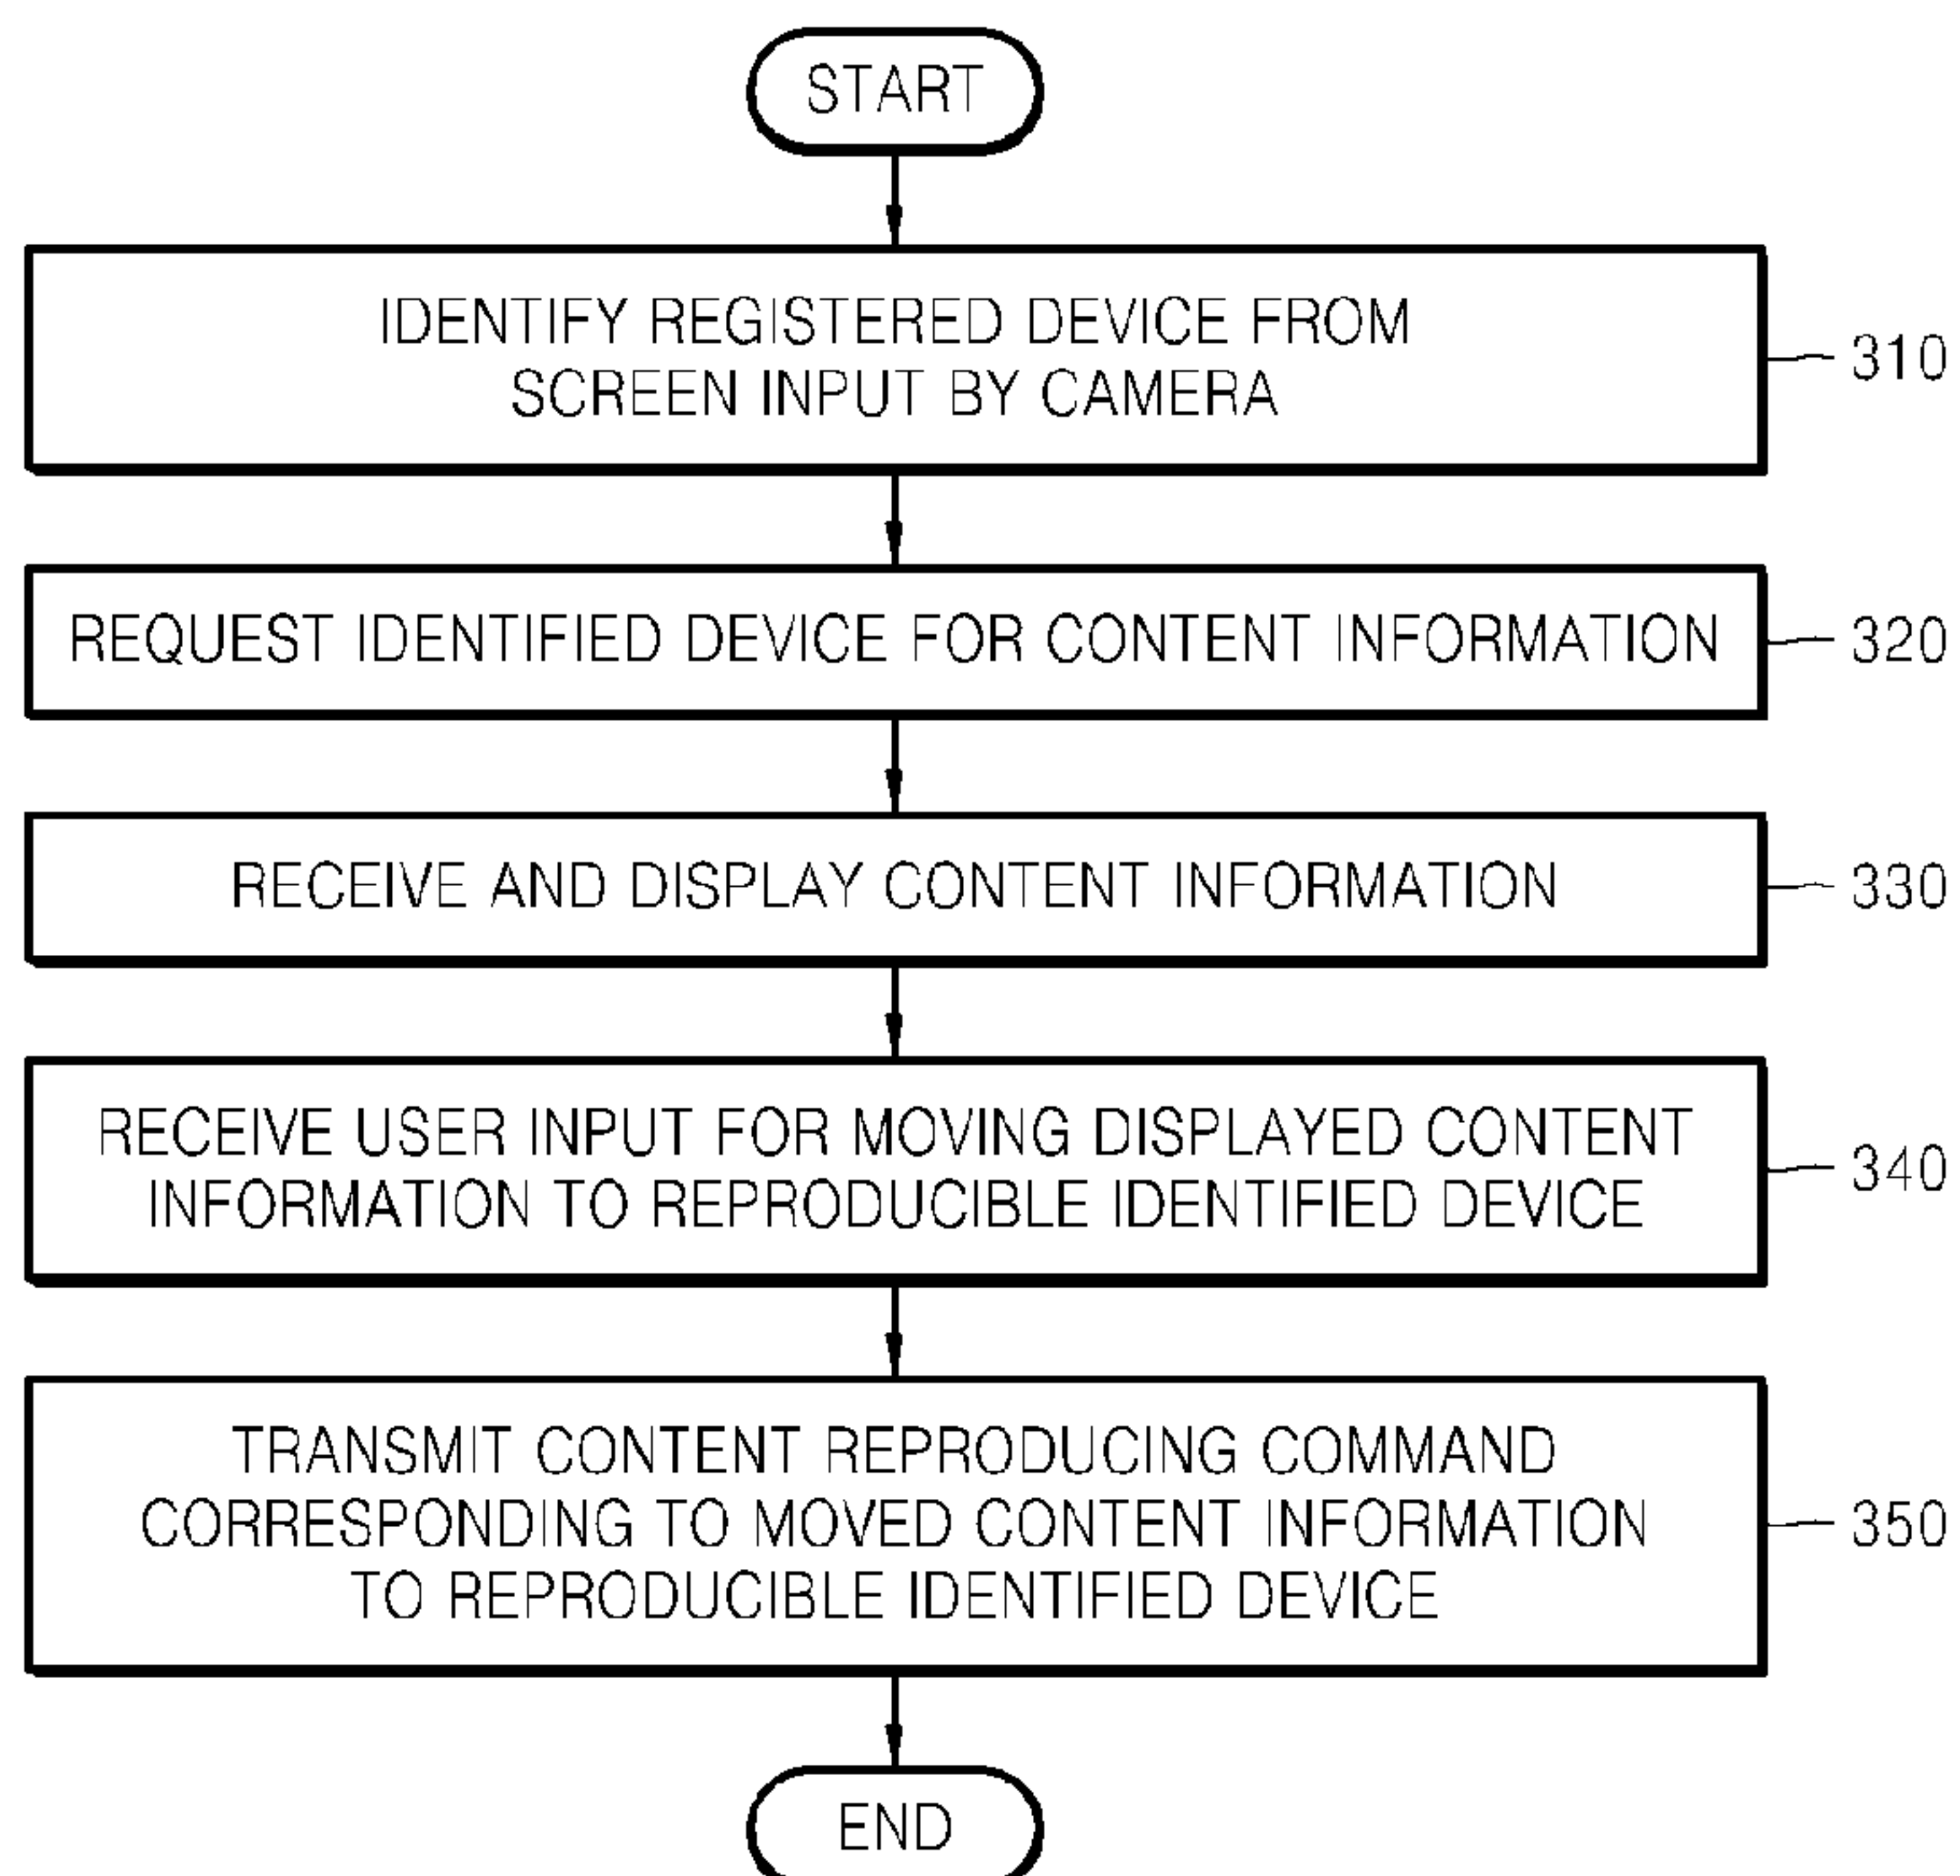 START
IDENTIFY REGISTERED DEVICE FROM
SCREEN INPUT BY CAMERA
310
REQUEST IDENTIFIED DEVICE FOR CONTENT INFORMATION
320
RECEIVE AND DISPLAY CONTENT INFORMATION
330
RECEIVE USER INPUT FOR MOVING DISPLAYED CONTENT
INFORMATION TO REPRODUCIBLE IDENTIFIED DEVICE
340
TRANSMIT CONTENT REPRODUCING COMMAND
CORRESPONDING TO MOVED CONTENT INFORMATION
TO REPRODUCIBLE IDENTIFIED DEVICE
350
END